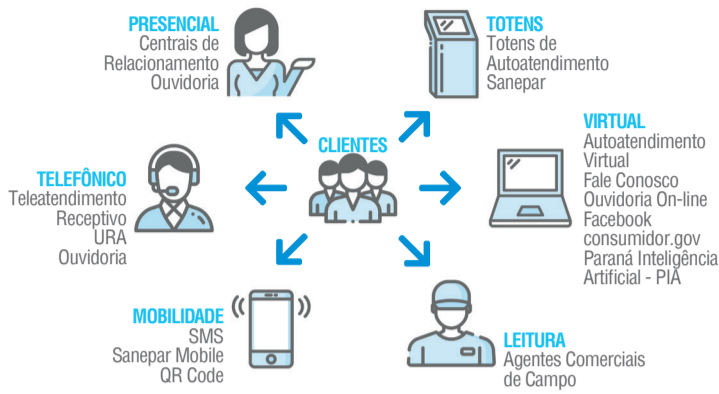 PRESENCIAL
Centrais de
Relacionamento
Ouvidoria
TOTENS
Totens de
Autoatendimento
Sanepar
CLIENTES
TELEFÔNICO
Teleatendimento
Receptivo
URA
Ouvidoria
VIRTUAL
Autoatendimento
Virtual
Fale Conosco
Ouvidoria On-line
Facebook
consumidor.gov
Paraná Inteligência
Artificial - PIÁ
MOBILIDADE
SMS
Sanepar Mobile
QR Code
LEITURA
Agentes Comerciais
de Campo